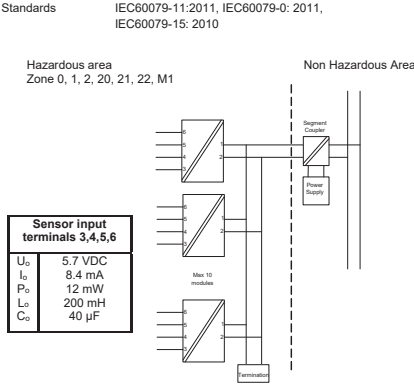 Standards IEC60079-11:2011, IEC60079-0: 2011,
IEC60079-15: 2010
Hazardous area
Zone 0, 1, 2, 20, 21, 22, M1
Non Hazardous Area
Segment
Coupler
Power
Supply
6
5
4
3
1
2
6
5
4
3
1
2
Max 10
modules
6
5
4
3
1
2
Termination
Sensor input
terminals 3,4,5,6
Uₒ 5.7 VDC
Iₒ 8.4 mA
Pₒ 12 mW
Lₒ 200 mH
Cₒ 40 µF